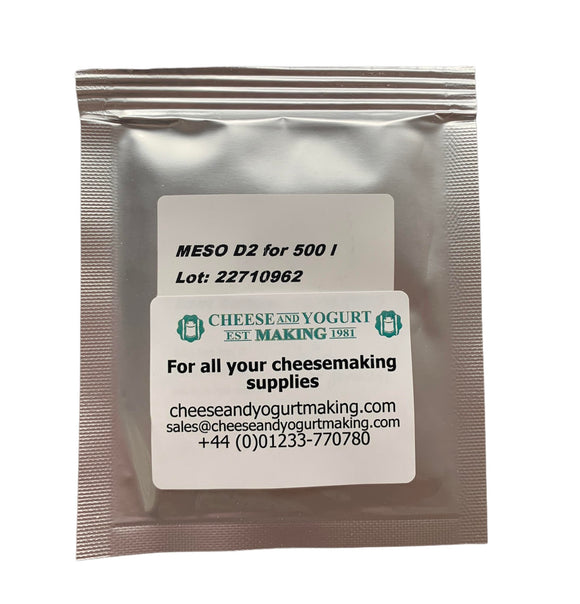 MESO D2 for 500 l
Lot: 22710962
CHEESE AND YOGURT
EST MAKING 1981
For all your cheesemaking
supplies
cheeseandyogurtmaking.com
sales@cheeseandyogurtmaking.com
+44 (0)01233-770780